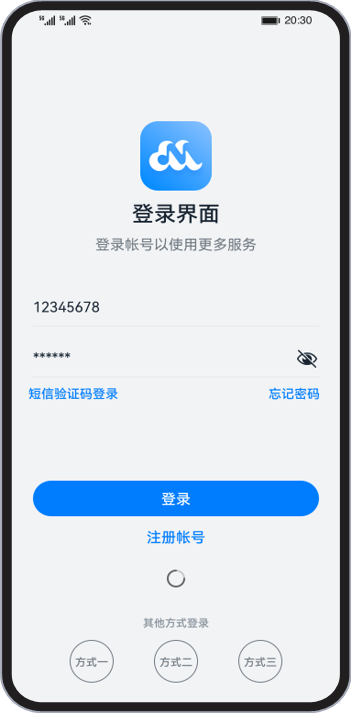 5G 5G 20:30
登录界面
登录帐号以使用更多服务
12345678
******
短信验证码登录 忘记密码
登录
注册帐号
其他方式登录
方式一 方式二 方式三